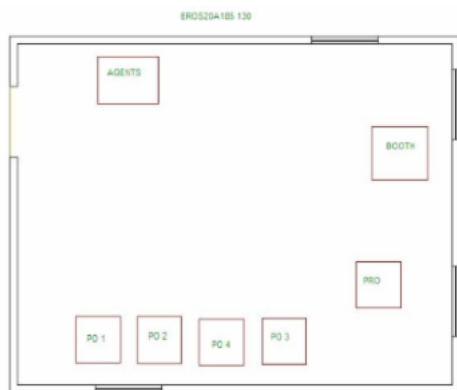 EROS20A185 130
AGENTS
BOOTH
PRO
PO 1
PO 2
PO 4
PO 3